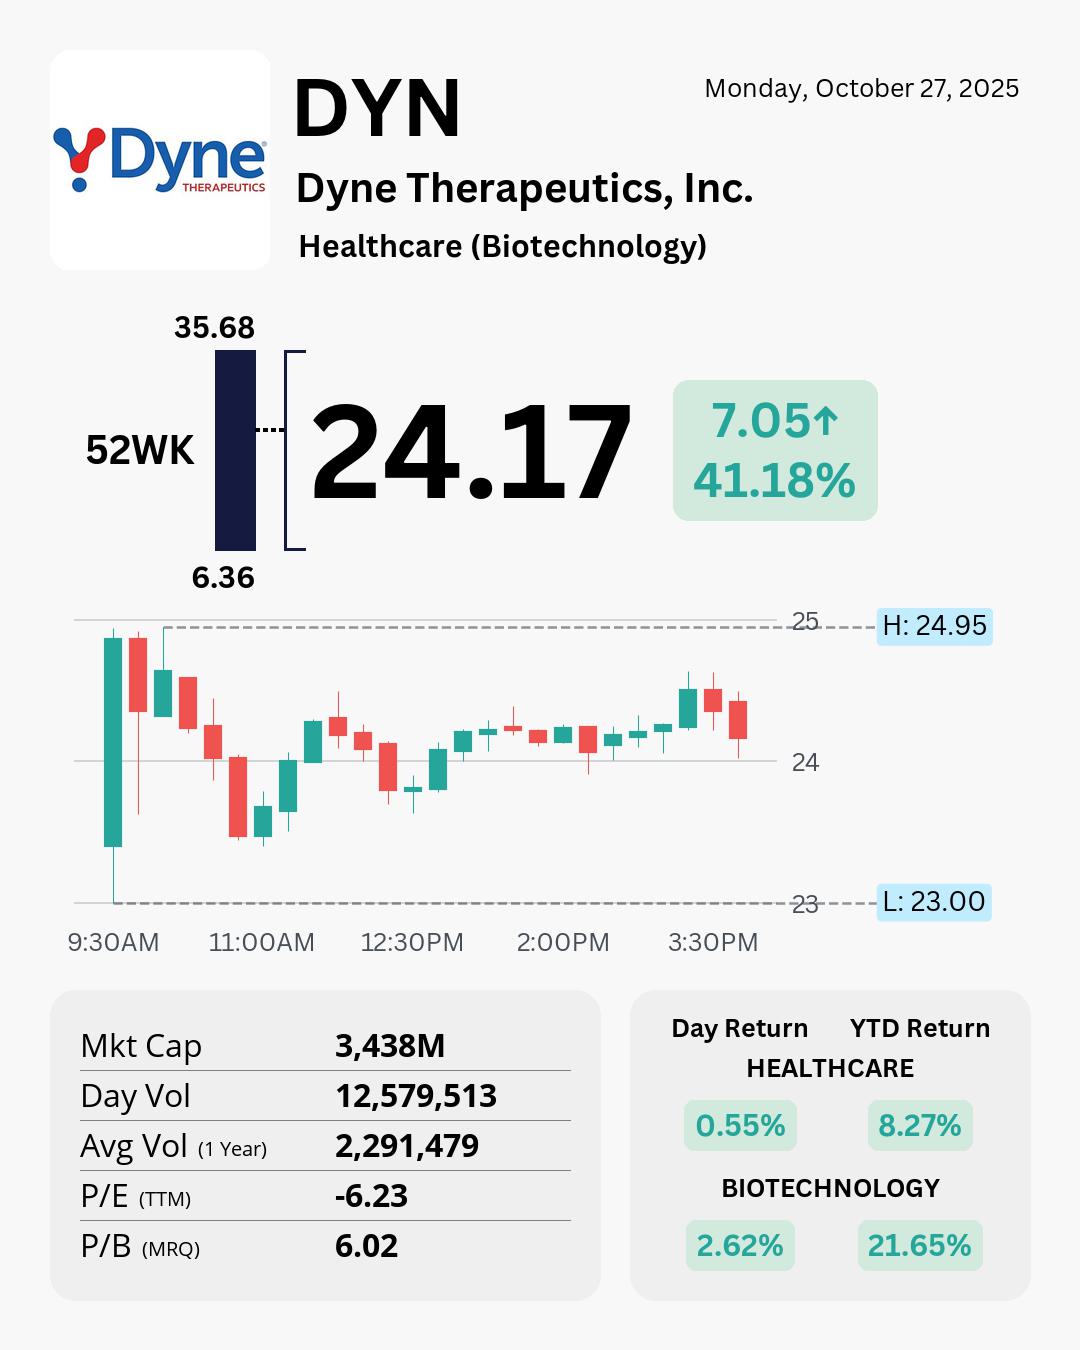 Dyne
THERAPEUTICS
DYN
Monday, October 27, 2025
Dyne Therapeutics, Inc.
Healthcare (Biotechnology)
35.68
52WK
24.17
7.05↑
41.18%
6.36
25
H: 24.95
24
23
L: 23.00
9:30AM 11:00AM 12:30PM 2:00PM 3:30PM
Mkt Cap 3,438M
Day Vol 12,579,513
Avg Vol (1 Year) 2,291,479
P/E (TTM) -6.23
P/B (MRQ) 6.02
Day Return YTD Return
HEALTHCARE
0.55% 8.27%
BIOTECHNOLOGY
2.62% 21.65%